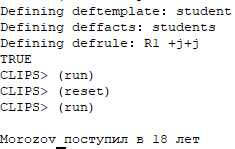 Defining deftemplate: student
Defining deffacts: students
Defining defrule: R1 +j+j
TRUE
CLIPS> (run)
CLIPS> (reset)
CLIPS> (run)
Morozov поступил в 18 лет